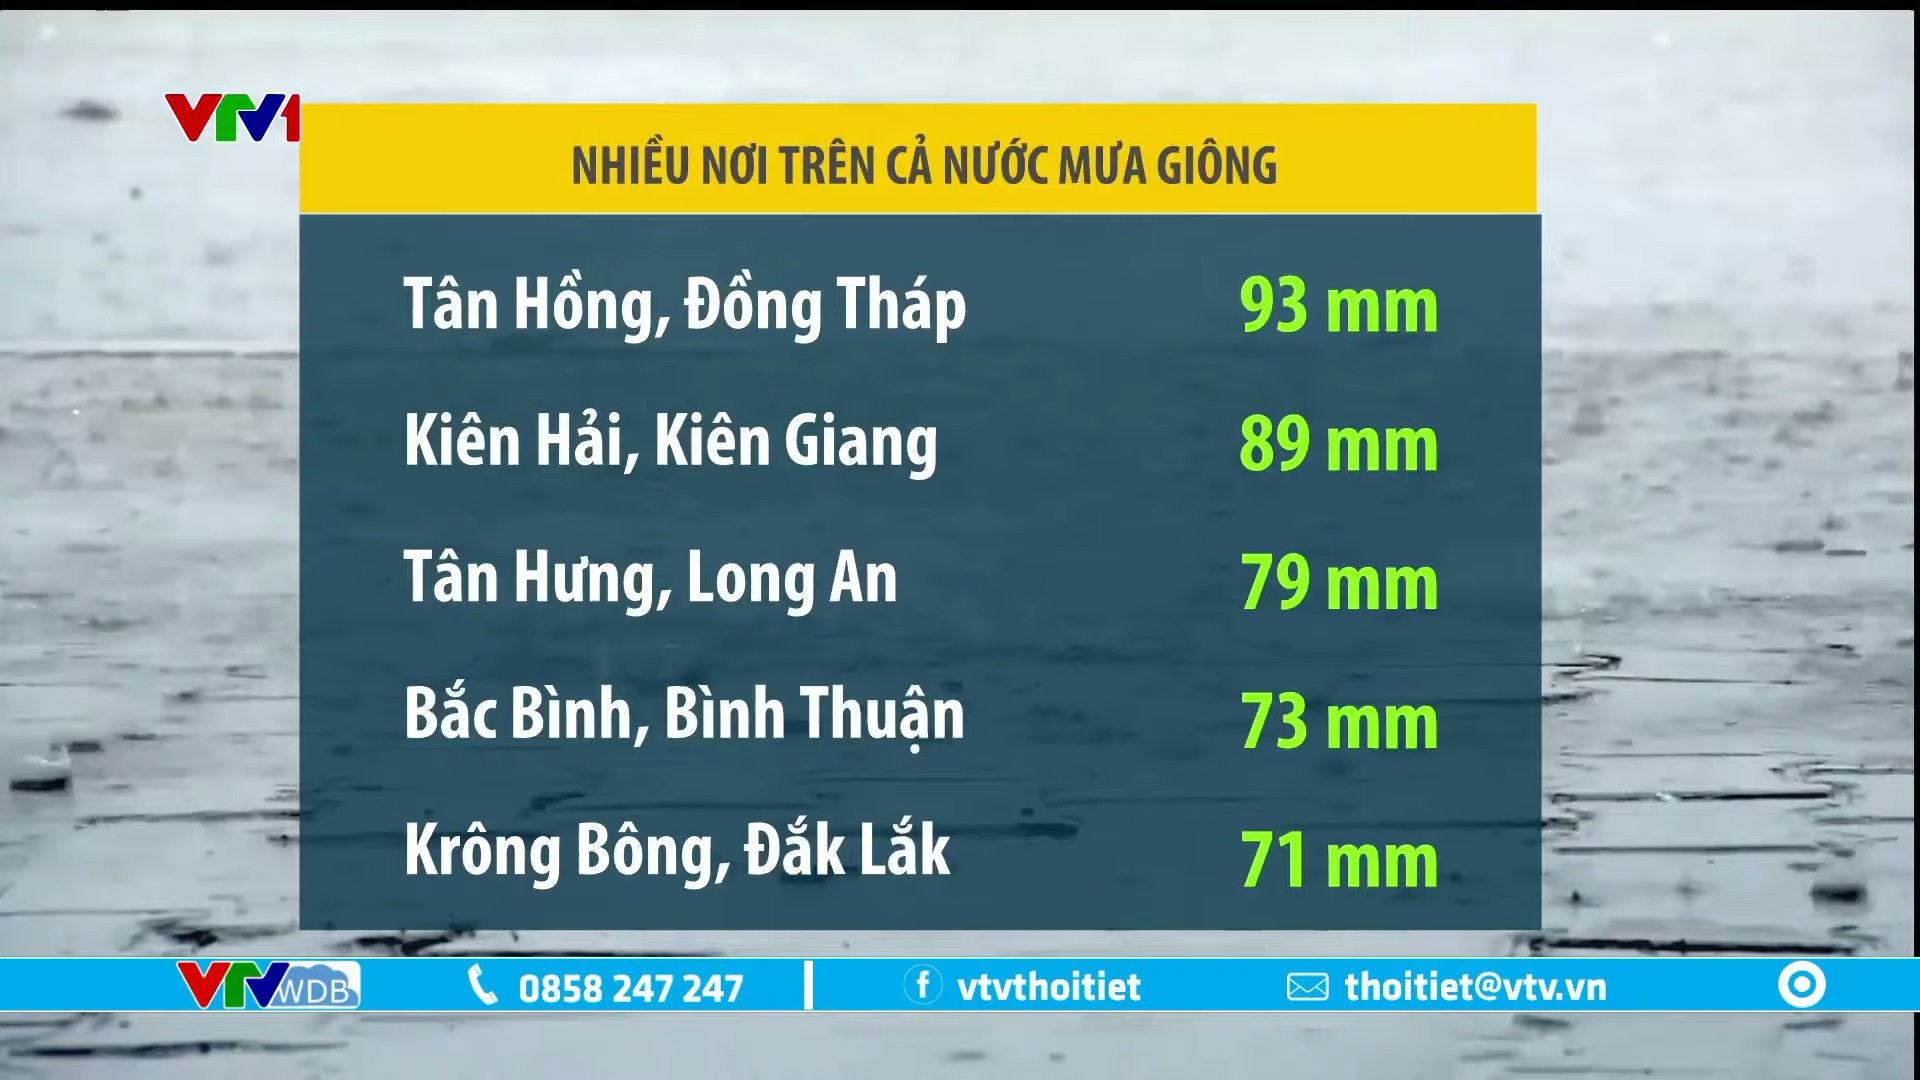 VTV1
NHIỀU NƠI TRÊN CẢ NƯỚC MƯA GIÔNG
Tân Hồng, Đồng Tháp 93 mm
Kiên Hải, Kiên Giang 89 mm
Tân Hưng, Long An 79 mm
Bắc Bình, Bình Thuận 73 mm
Krông Bông, Đắk Lắk 71 mm
VTV WDB 0858 247 247 vtvthoitiet thoitiet@vtv.vn